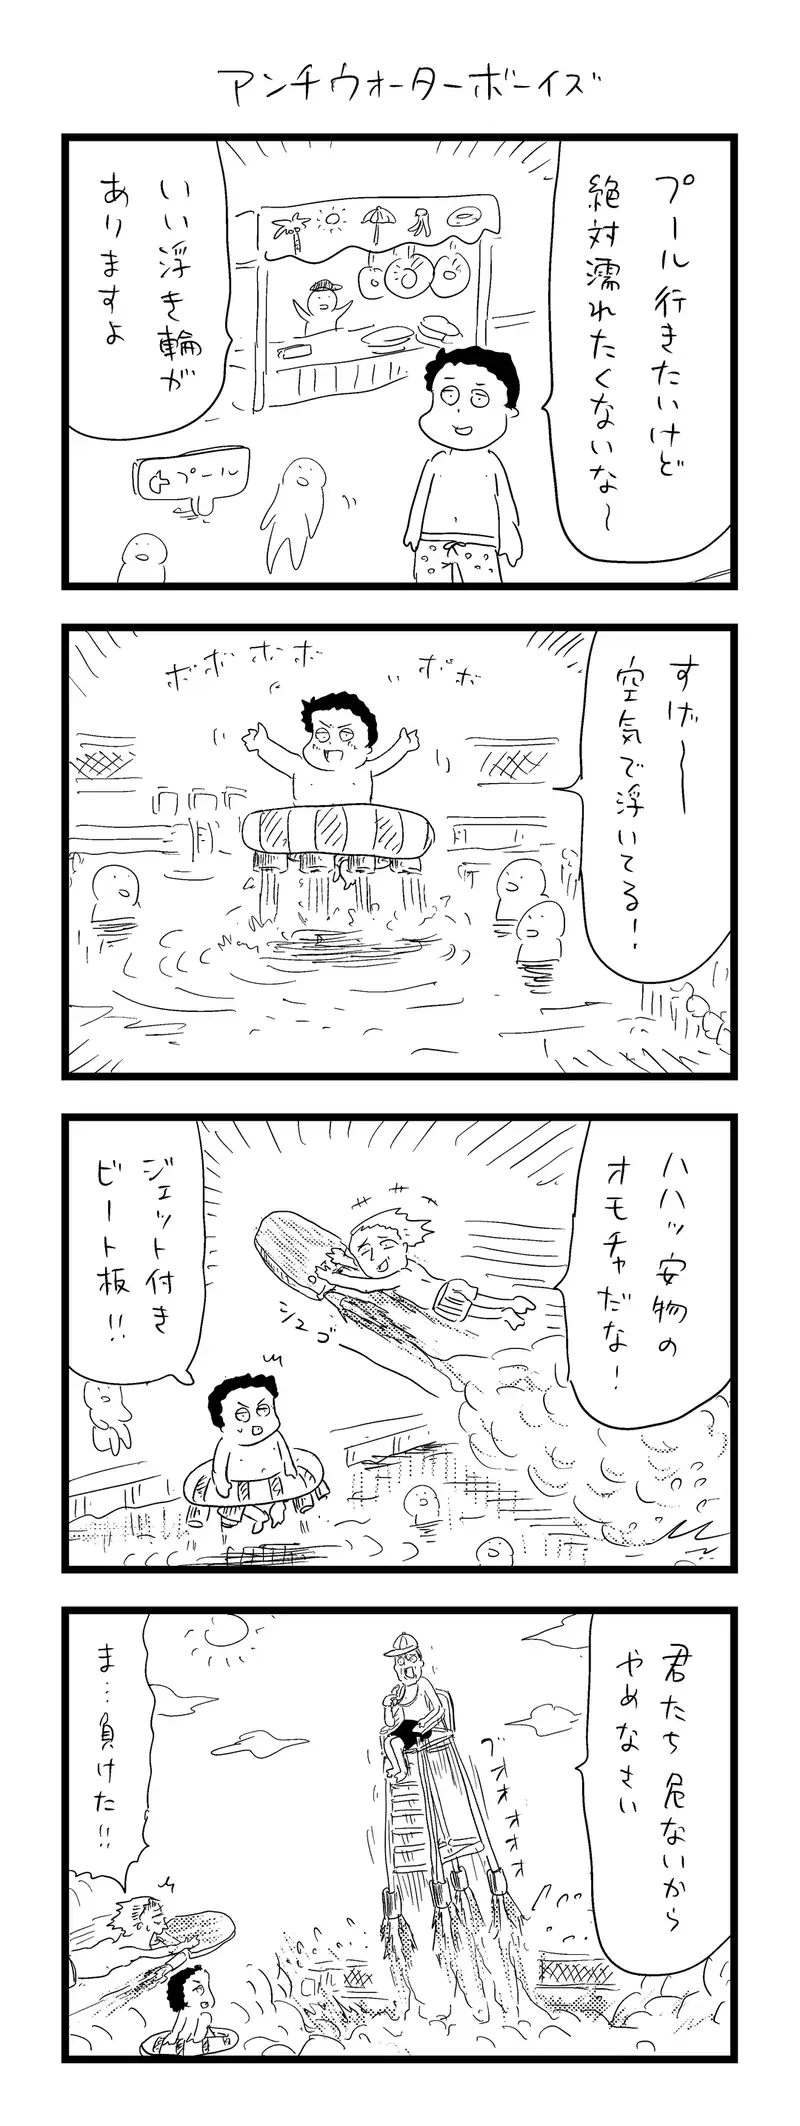 アンチウォーターボーイズ
プール行きたいけど
絶対濡れたくないな〜
いい浮き輪が
ありますよ
プール
すげ〜
空気で浮いてる!
ボボボボ
ボボ
ハハッ安物の
オモチャだな!
ジェット付き
ビート板!!
シュゴ
君たち危ないから
やめなさい
ブオオオオオ
ま…負けた!!